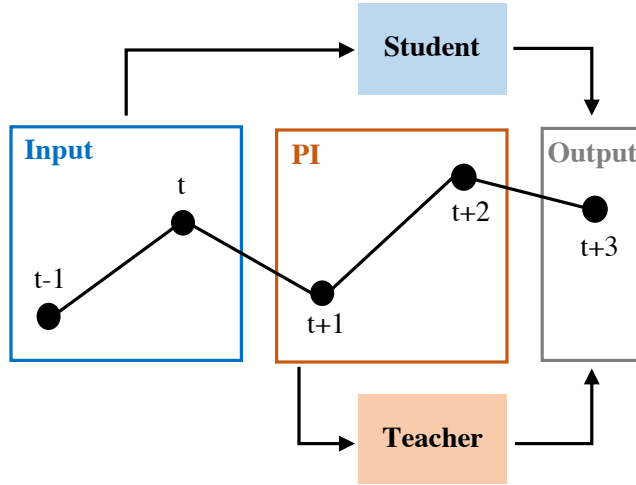 Student
Input
PI
Output
t
t+2
t+3
t-1
t+1
Teacher